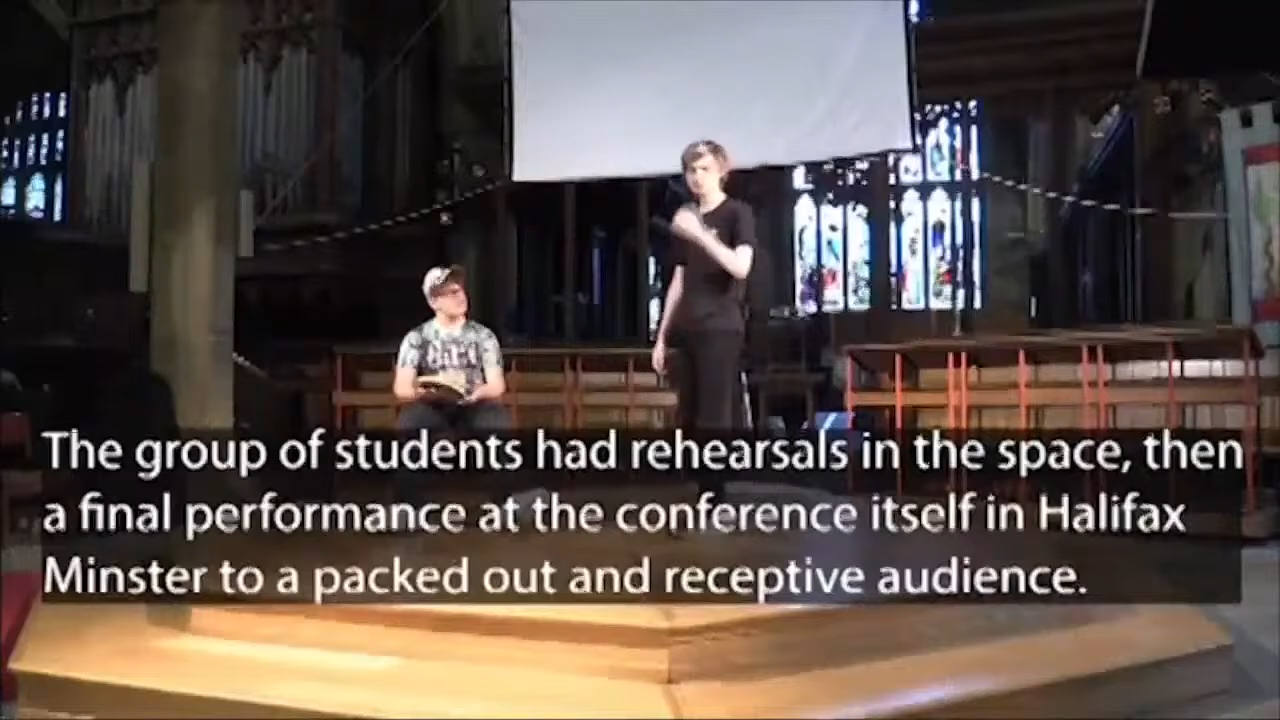 The group of students had rehearsals in the space, then
a final performance at the conference itself in Halifax
Minster to a packed out and receptive audience.